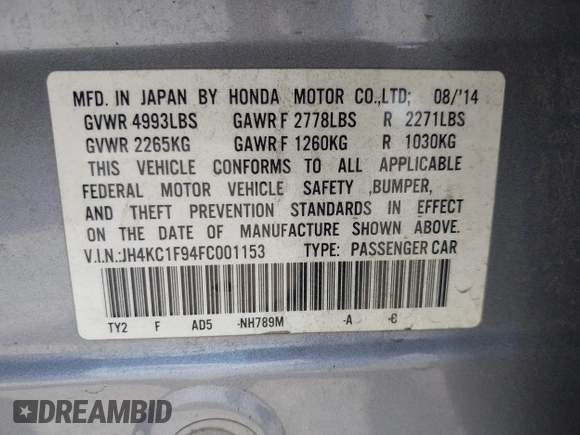 MFD. IN JAPAN BY HONDA MOTOR CO.,LTD; 08/'14
GVWR 4993LBS GAWR F 2778LBS R 2271LBS
GVWR 2265KG GAWR F 1260KG R 1030KG
THIS VEHICLE CONFORMS TO ALL APPLICABLE
FEDERAL MOTOR VEHICLE SAFETY ,BUMPER,
AND THEFT PREVENTION STANDARDS IN EFFECT
ON THE DATE OF MANUFACTURE SHOWN ABOVE.
V.I.N.:JH4KC1F94FC001153 TYPE: PASSENGER CAR
TY2 F AD5 -NH789M -A -C
DREAMBID